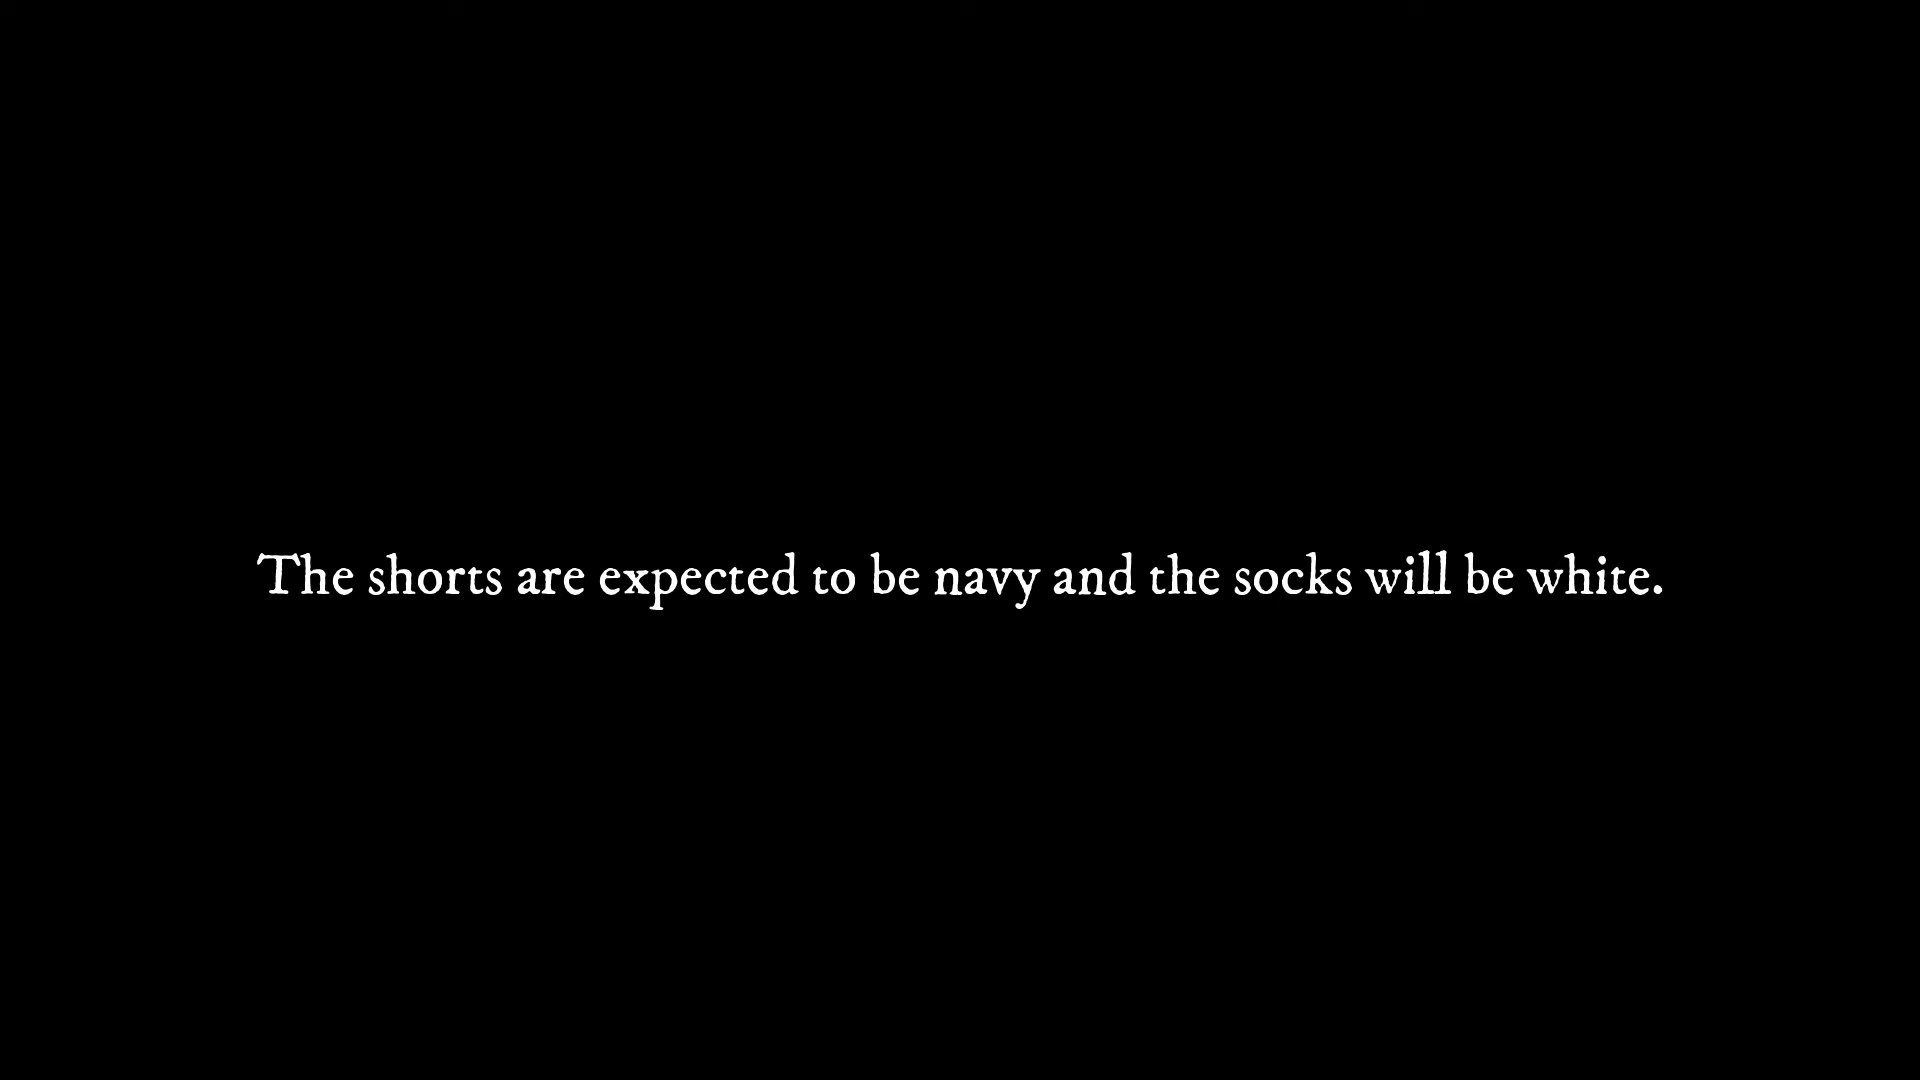 The shorts are expected to be navy and the socks will be white.